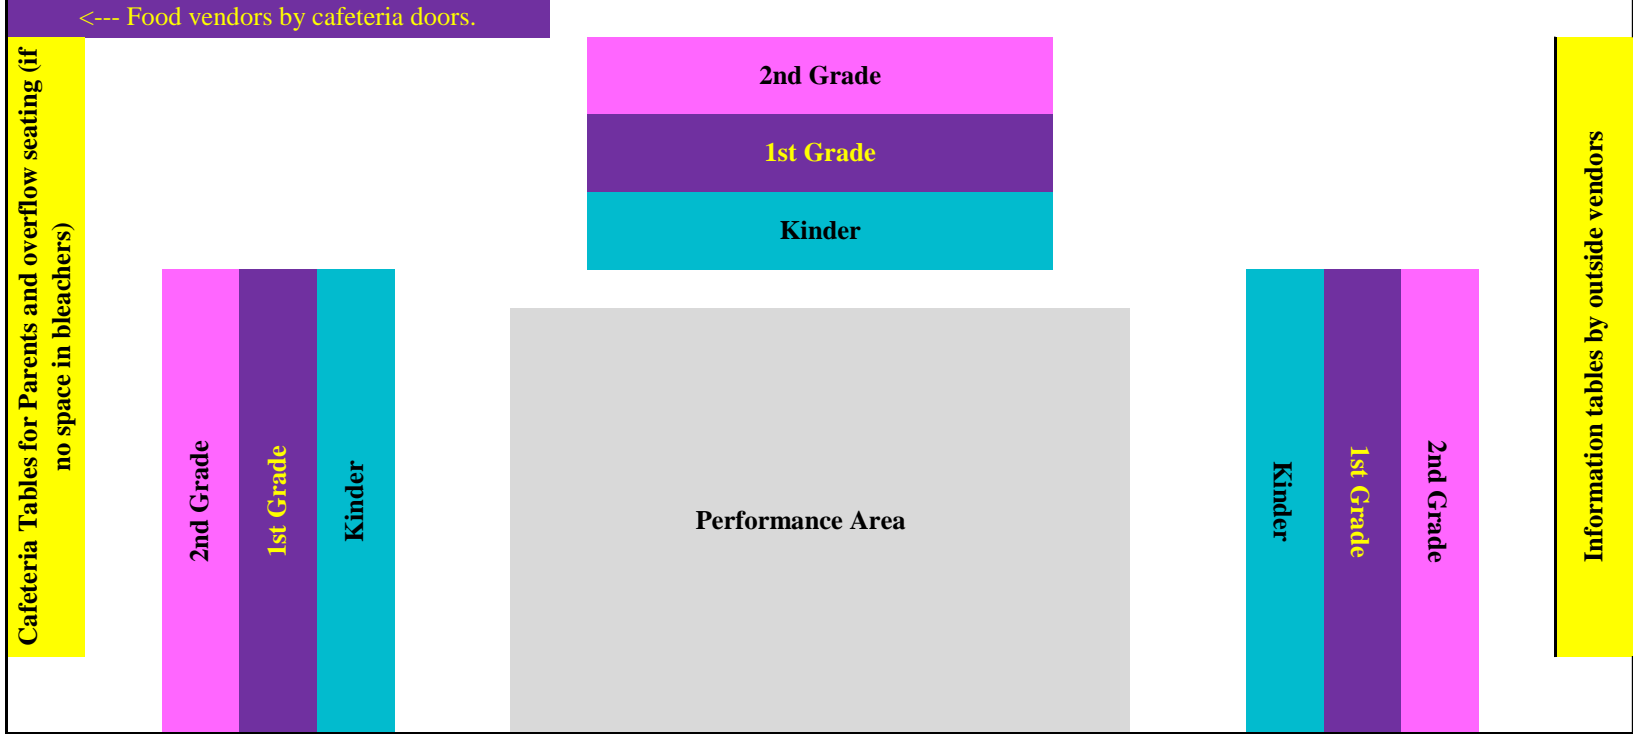 <--- Food vendors by cafeteria doors.
Cafeteria Tables for Parents and overflow seating (if
no space in bleachers)
2nd Grade
1st Grade
Kinder
2nd Grade
1st Grade
Kinder
Performance Area
Kinder
1st Grade
2nd Grade
Information tables by outside vendors